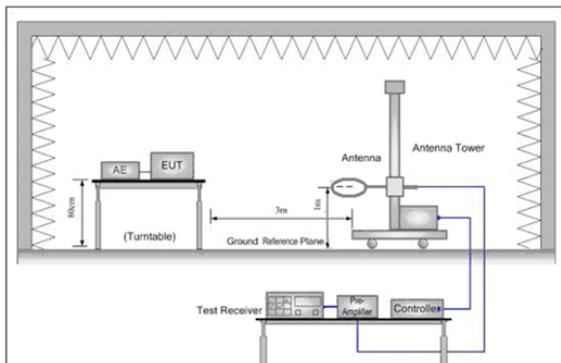 AE
EUT
80cm
(Turntable)
3m
1m
Ground Reference Plane
Antenna
Antenna Tower
Test Receiver
Pre-
Amplifier
Controller